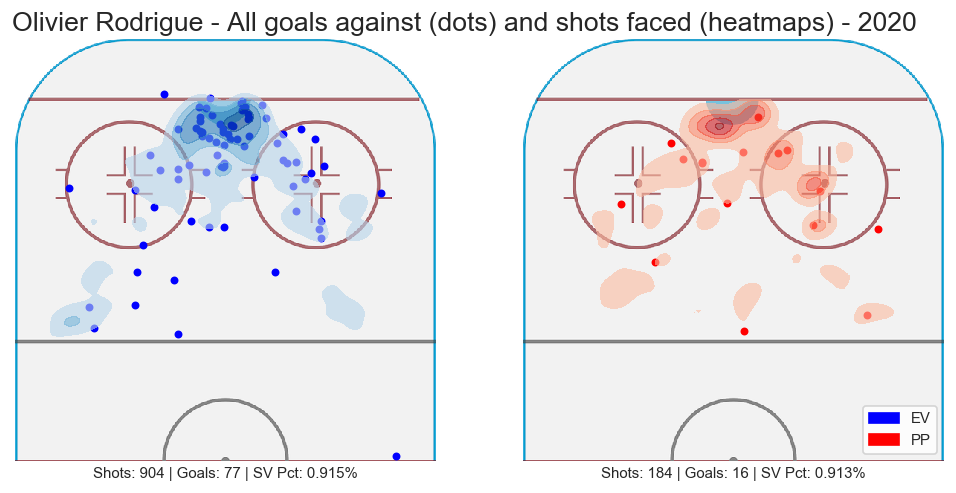 Olivier Rodrigue - All goals against (dots) and shots faced (heatmaps) - 2020
EV
PP
Shots: 904 | Goals: 77 | SV Pct: 0.915%
Shots: 184 | Goals: 16 | SV Pct: 0.913%